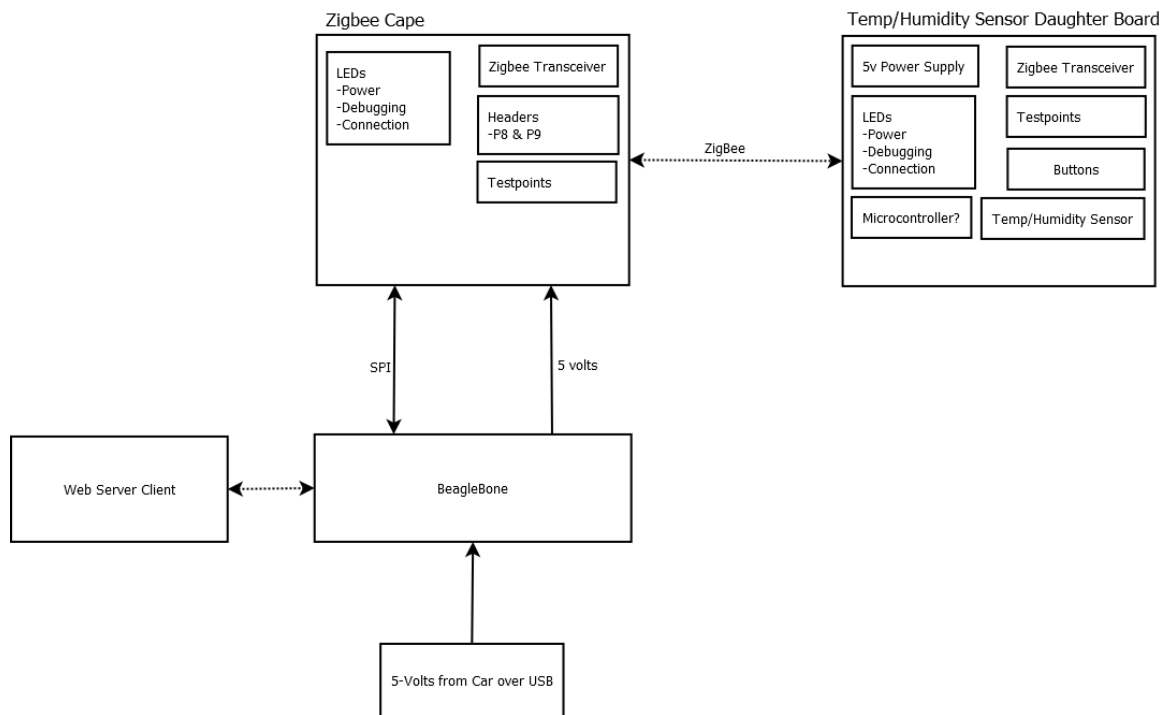 Zigbee Cape
LEDs
-Power
-Debugging
-Connection
Zigbee Transceiver
Headers
-P8 & P9
Testpoints
ZigBee
Temp/Humidity Sensor Daughter Board
5v Power Supply
Zigbee Transceiver
LEDs
-Power
-Debugging
-Connection
Testpoints
Buttons
Microcontroller?
Temp/Humidity Sensor
SPI
5 volts
Web Server Client
BeagleBone
5-Volts from Car over USB